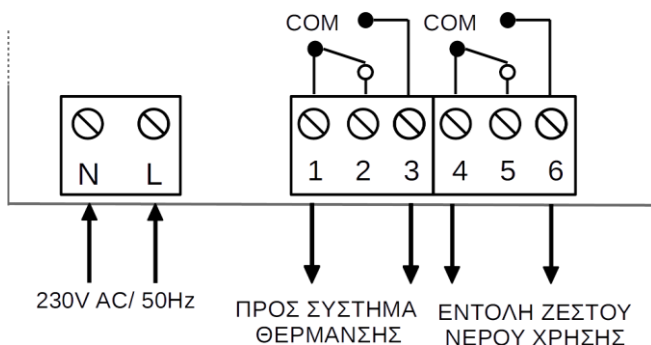 COM COM
N L 1 2 3 4 5 6
230V AC/ 50Hz
ΠΡΟΣ ΣΥΣΤΗΜΑ
ΘΕΡΜΑΝΣΗΣ
ΕΝΤΟΛΗ ΖΕΣΤΟΥ
ΝΕΡΟΥ ΧΡΗΣΗΣ